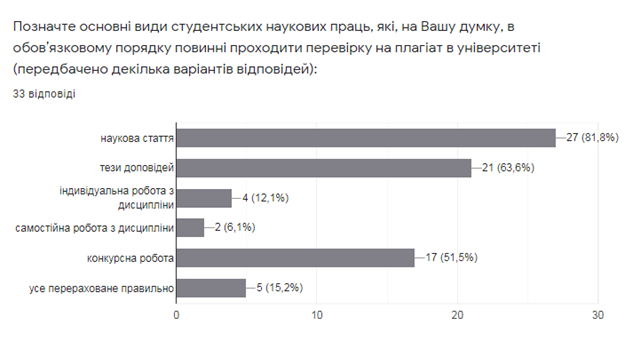 Позначте основні види студентських наукових праць, які, на Вашу думку, в
обов'язковому порядку повинні проходити перевірку на плагіат в університеті
(передбачено декілька варіантів відповідей):
33 відповіді
наукова стаття
27 (81,8%)
тези доповідей
21 (63,6%)
індивідуальна робота з
дисципліни
4 (12,1%)
самостійна робота з дисципліни
2 (6,1%)
конкурсна робота
17 (51,5%)
усе перераховане правильно
5 (15,2%)
0 10 20 30